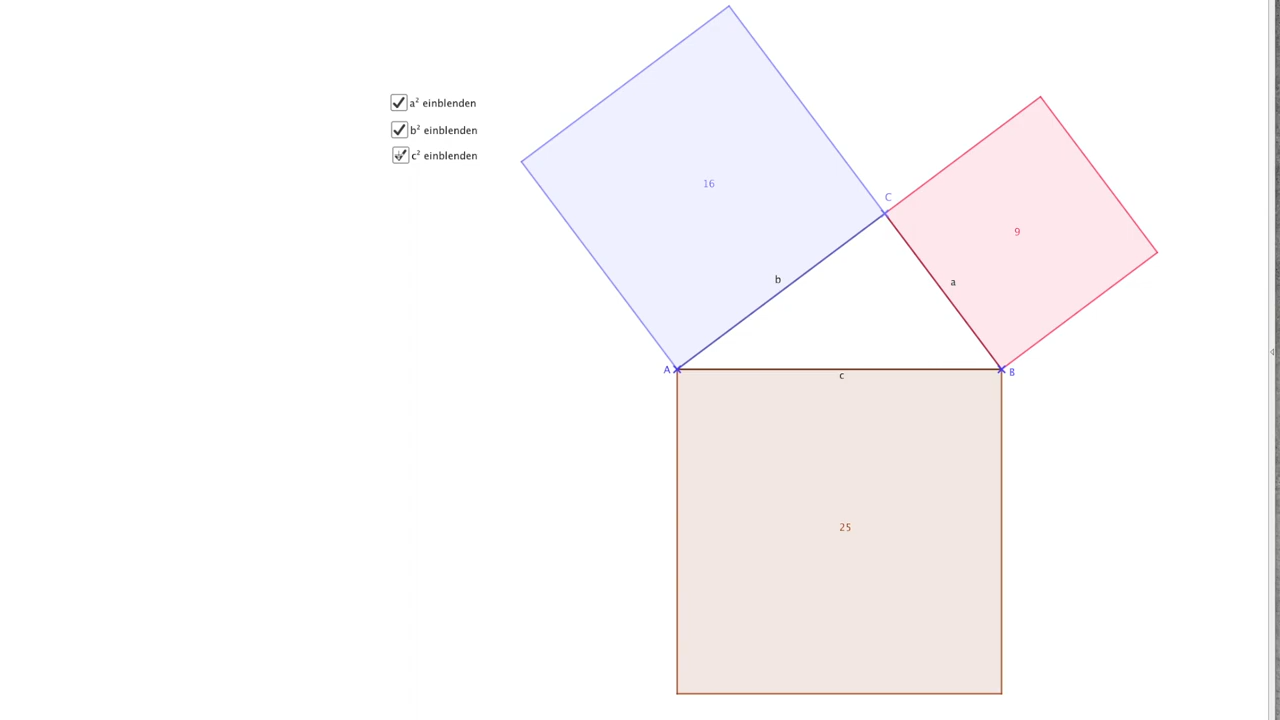 a² einblenden
b² einblenden
c² einblenden
16
C
9
b
a
A
c
B
25